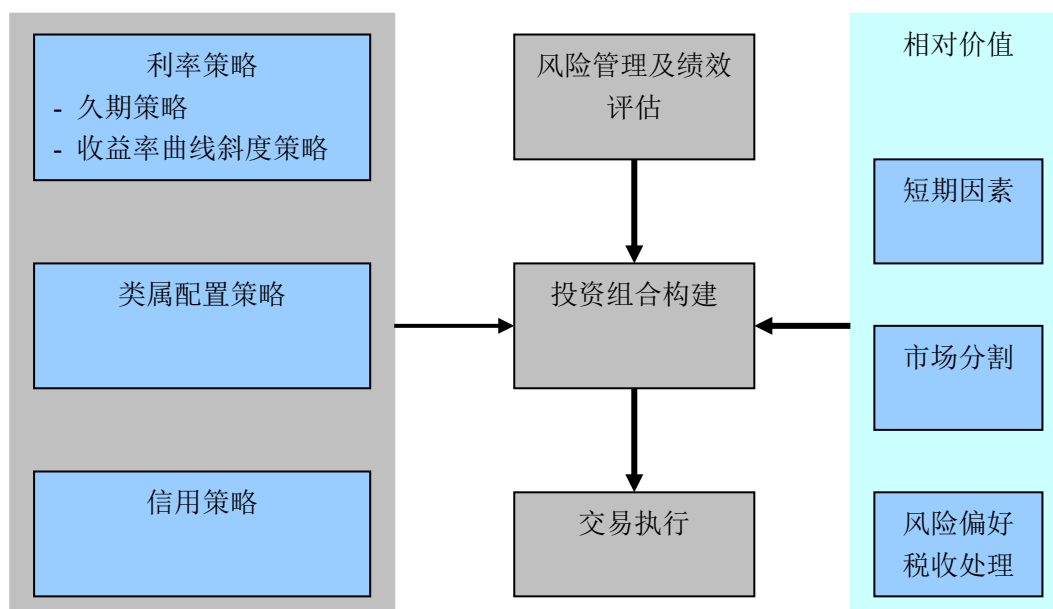 利率策略
- 久期策略
- 收益率曲线斜度策略
类属配置策略
信用策略
风险管理及绩效
评估
投资组合构建
交易执行
相对价值
短期因素
市场分割
风险偏好
税收处理